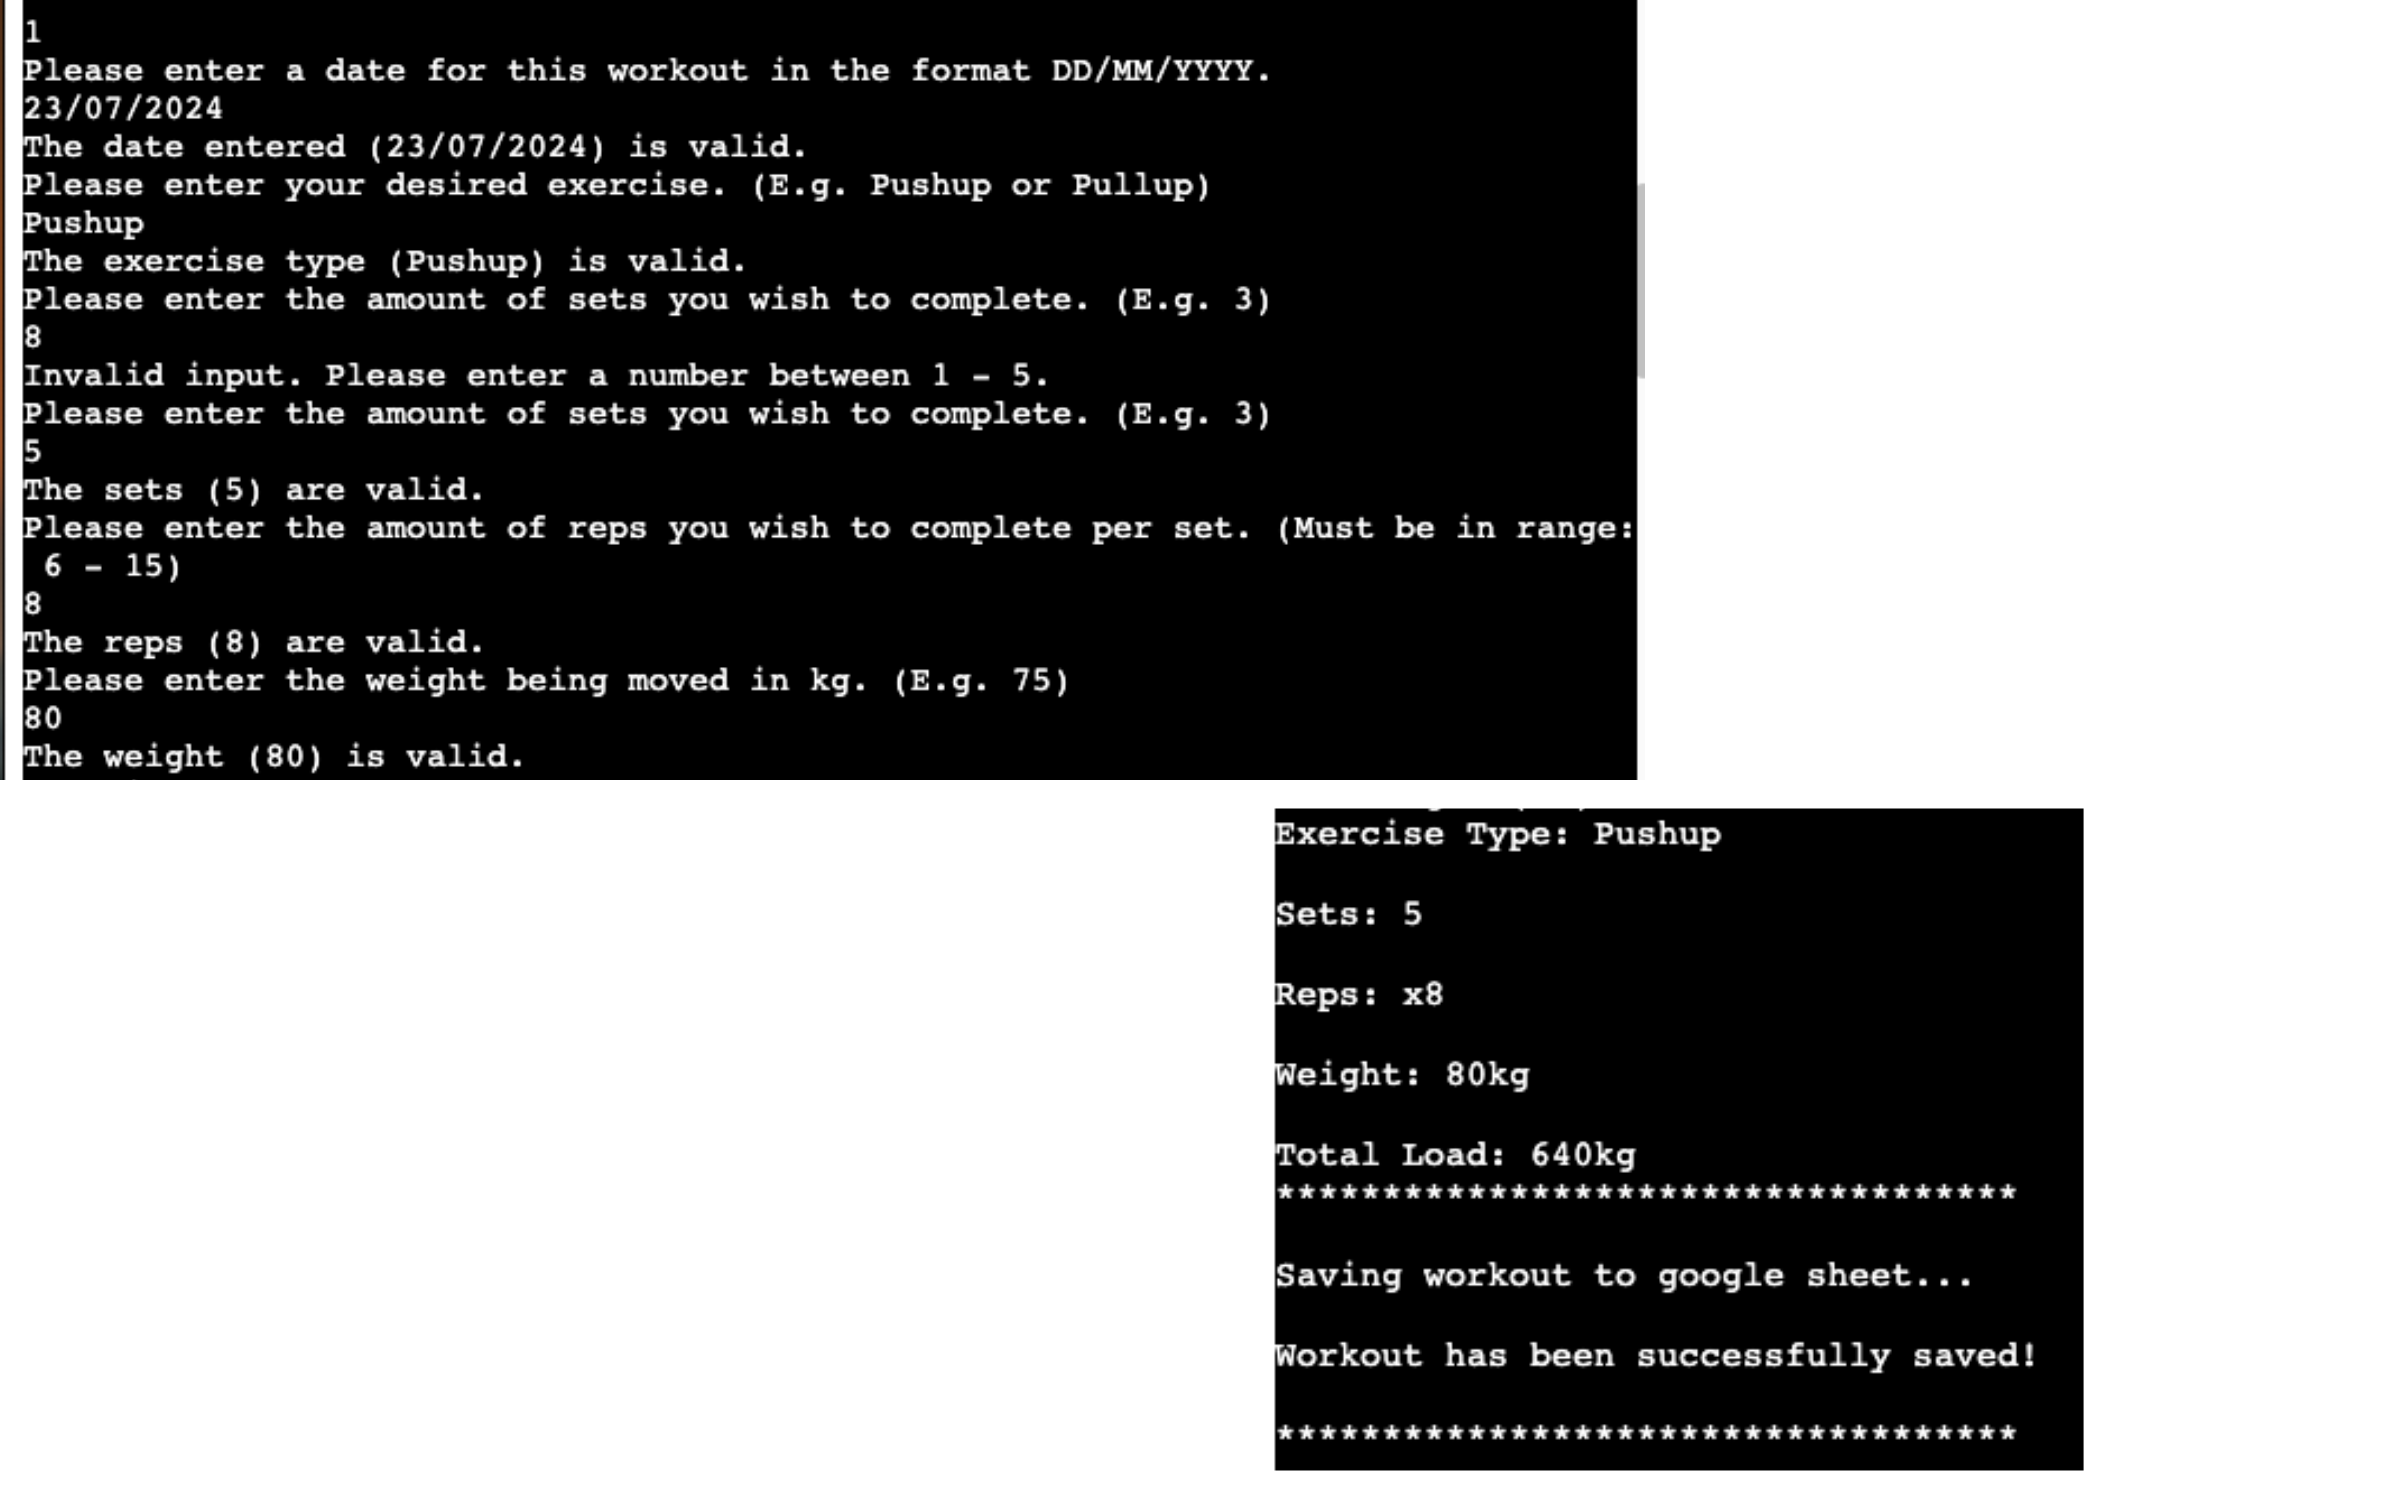 1
Please enter a date for this workout in the format DD/MM/YYYY.
23/07/2024
The date entered (23/07/2024) is valid.
Please enter your desired exercise. (E.g. Pushup or Pullup)
Pushup
The exercise type (Pushup) is valid.
Please enter the amount of sets you wish to complete. (E.g. 3)
8
Invalid input. Please enter a number between 1 - 5.
Please enter the amount of sets you wish to complete. (E.g. 3)
5
The sets (5) are valid.
Please enter the amount of reps you wish to complete per set. (Must be in range:
 6 - 15)
8
The reps (8) are valid.
Please enter the weight being moved in kg. (E.g. 75)
80
The weight (80) is valid.
Exercise Type: Pushup
Sets: 5
Reps: x8
Weight: 80kg
Total Load: 640kg
***********************************
Saving workout to google sheet...
Workout has been successfully saved!
***********************************